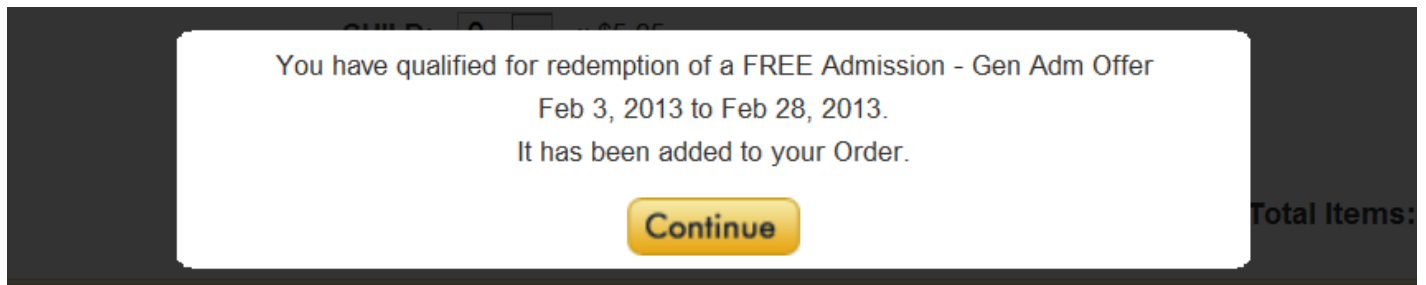 You have qualified for redemption of a FREE Admission - Gen Adm Offer
Feb 3, 2013 to Feb 28, 2013.
It has been added to your Order.
Continue
Total Items: